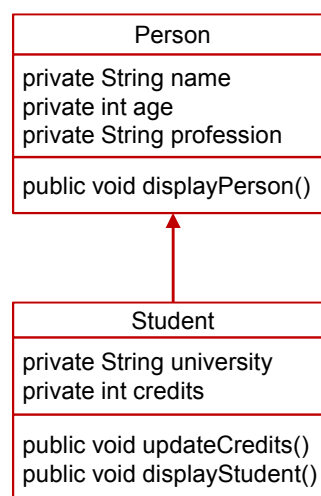 Person
private String name
private int age
private String profession
public void displayPerson()
Student
private String university
private int credits
public void updateCredits()
public void displayStudent()